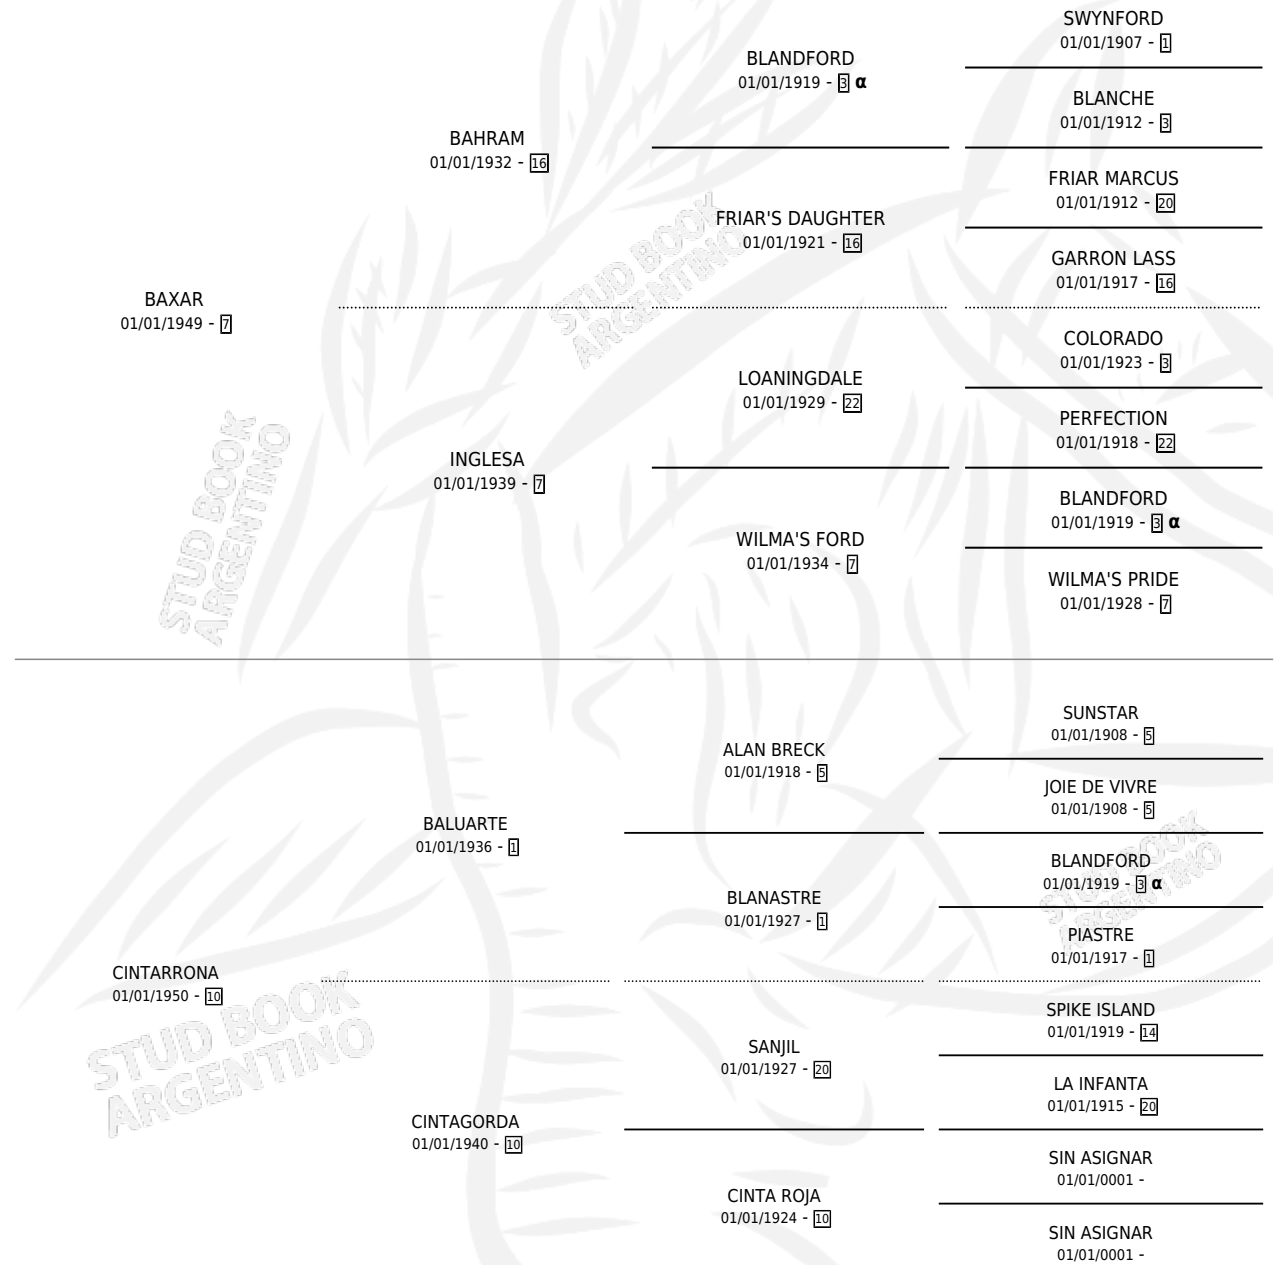 SWYNFORD
01/01/1907 - 1
BLANDFORD
01/01/1919 - 3 α
BLANCHE
01/01/1912 - 3
BAHRAM
01/01/1932 - 16
FRIAR MARCUS
01/01/1912 - 20
FRIAR'S DAUGHTER
01/01/1921 - 16
GARRON LASS
01/01/1917 - 16
BAXAR
01/01/1949 - 7
COLORADO
01/01/1923 - 3
LOANINGDALE
01/01/1929 - 22
PERFECTION
01/01/1918 - 22
INGLESA
01/01/1939 - 7
BLANDFORD
01/01/1919 - 3 α
WILMA'S FORD
01/01/1934 - 7
WILMA'S PRIDE
01/01/1928 - 7
SUNSTAR
01/01/1908 - 5
ALAN BRECK
01/01/1918 - 5
JOIE DE VIVRE
01/01/1908 - 5
BALUARTE
01/01/1936 - 1
BLANDFORD
01/01/1919 - 3 α
BLANASTRE
01/01/1927 - 1
PIASTRE
01/01/1917 - 1
CINTARRONA
01/01/1950 - 10
SPIKE ISLAND
01/01/1919 - 14
SANJIL
01/01/1927 - 20
LA INFANTA
01/01/1915 - 20
CINTAGORDA
01/01/1940 - 10
SIN ASIGNAR
01/01/0001 -
CINTA ROJA
01/01/1924 - 10
SIN ASIGNAR
01/01/0001 -
STUD BOOK
ARGENTINO
STUD BOOK
ARGENTINO
STUD BOOK
ARGENTINO
STUD BOOK
ARGENTINO